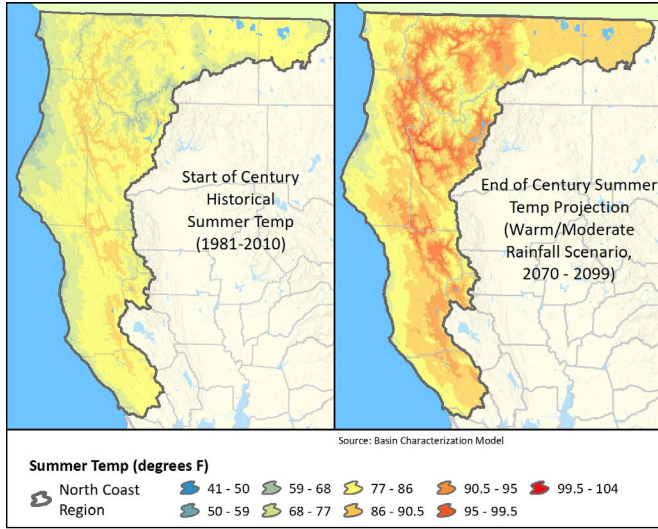 Start of Century
Historical
Summer Temp
(1981-2010)
End of Century Summer
Temp Projection
(Warm/Moderate
Rainfall Scenario,
2070 - 2099)
Source: Basin Characterization Model
Summer Temp (degrees F)
North Coast
Region
41 - 50
59 - 68
77 - 86
90.5 - 95
99.5 - 104
50 - 59
68 - 77
86 - 90.5
95 - 99.5